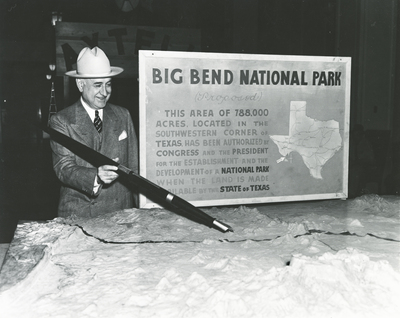 BIG BEND NATIONAL PARK
(Proposed)
THIS AREA OF 788,000
ACRES, LOCATED IN THE
SOUTHWESTERN CORNER OF
TEXAS HAS BEEN AUTHORIZED BY
CONGRESS AND THE PRESIDENT
FOR THE ESTABLISHMENT AND THE
DEVELOPMENT OF A NATIONAL PARK
WHEN THE LAND IS MADE
AVAILABLE BY THE STATE OF TEXAS